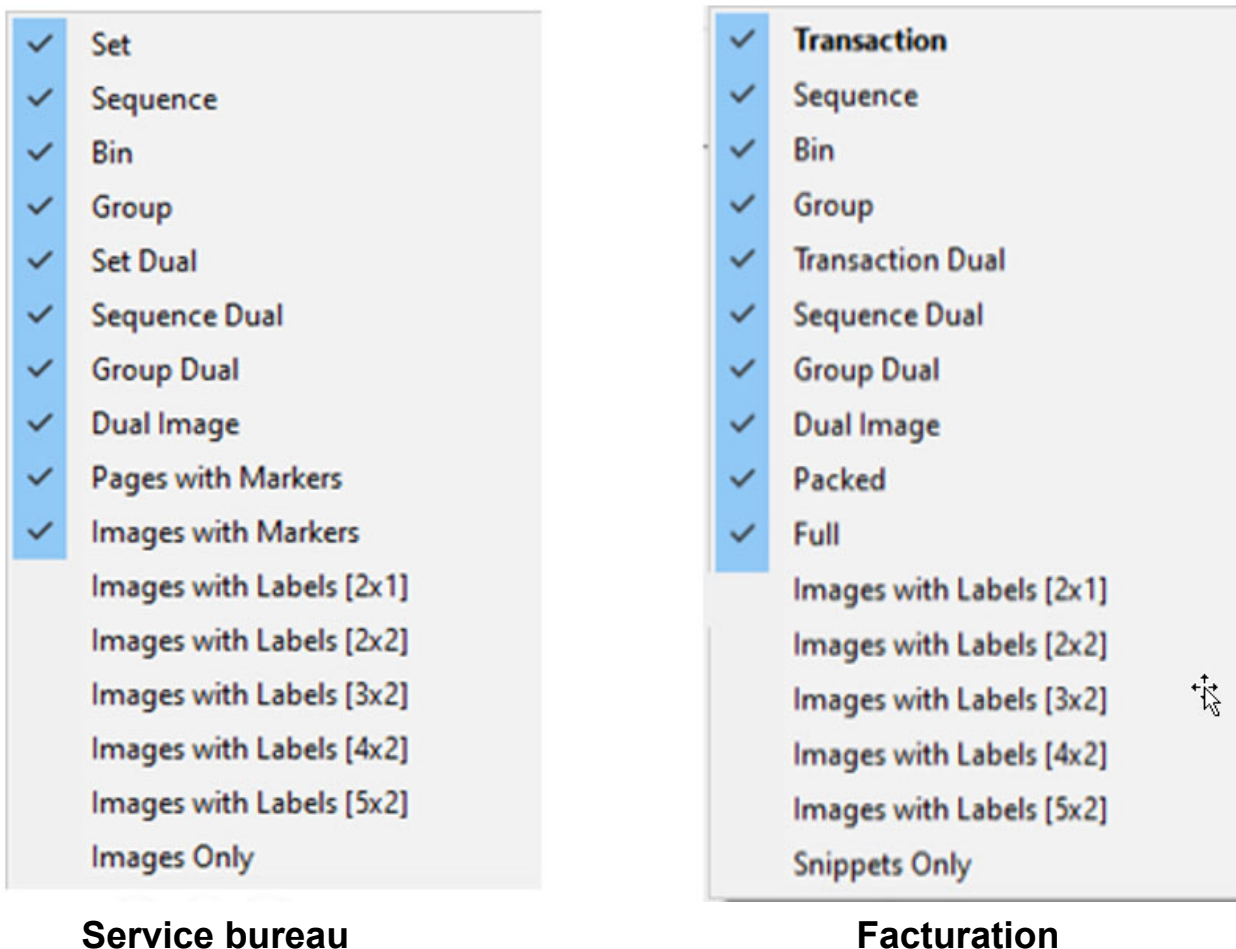 Set
Sequence
Bin
Group
Set Dual
Sequence Dual
Group Dual
Dual Image
Pages with Markers
Images with Markers
Images with Labels [2x1]
Images with Labels [2x2]
Images with Labels [3x2]
Images with Labels [4x2]
Images with Labels [5x2]
Images Only
Service bureau
Transaction
Sequence
Bin
Group
Transaction Dual
Sequence Dual
Group Dual
Dual Image
Packed
Full
Images with Labels [2x1]
Images with Labels [2x2]
Images with Labels [3x2]
Images with Labels [4x2]
Images with Labels [5x2]
Snippets Only
Facturation